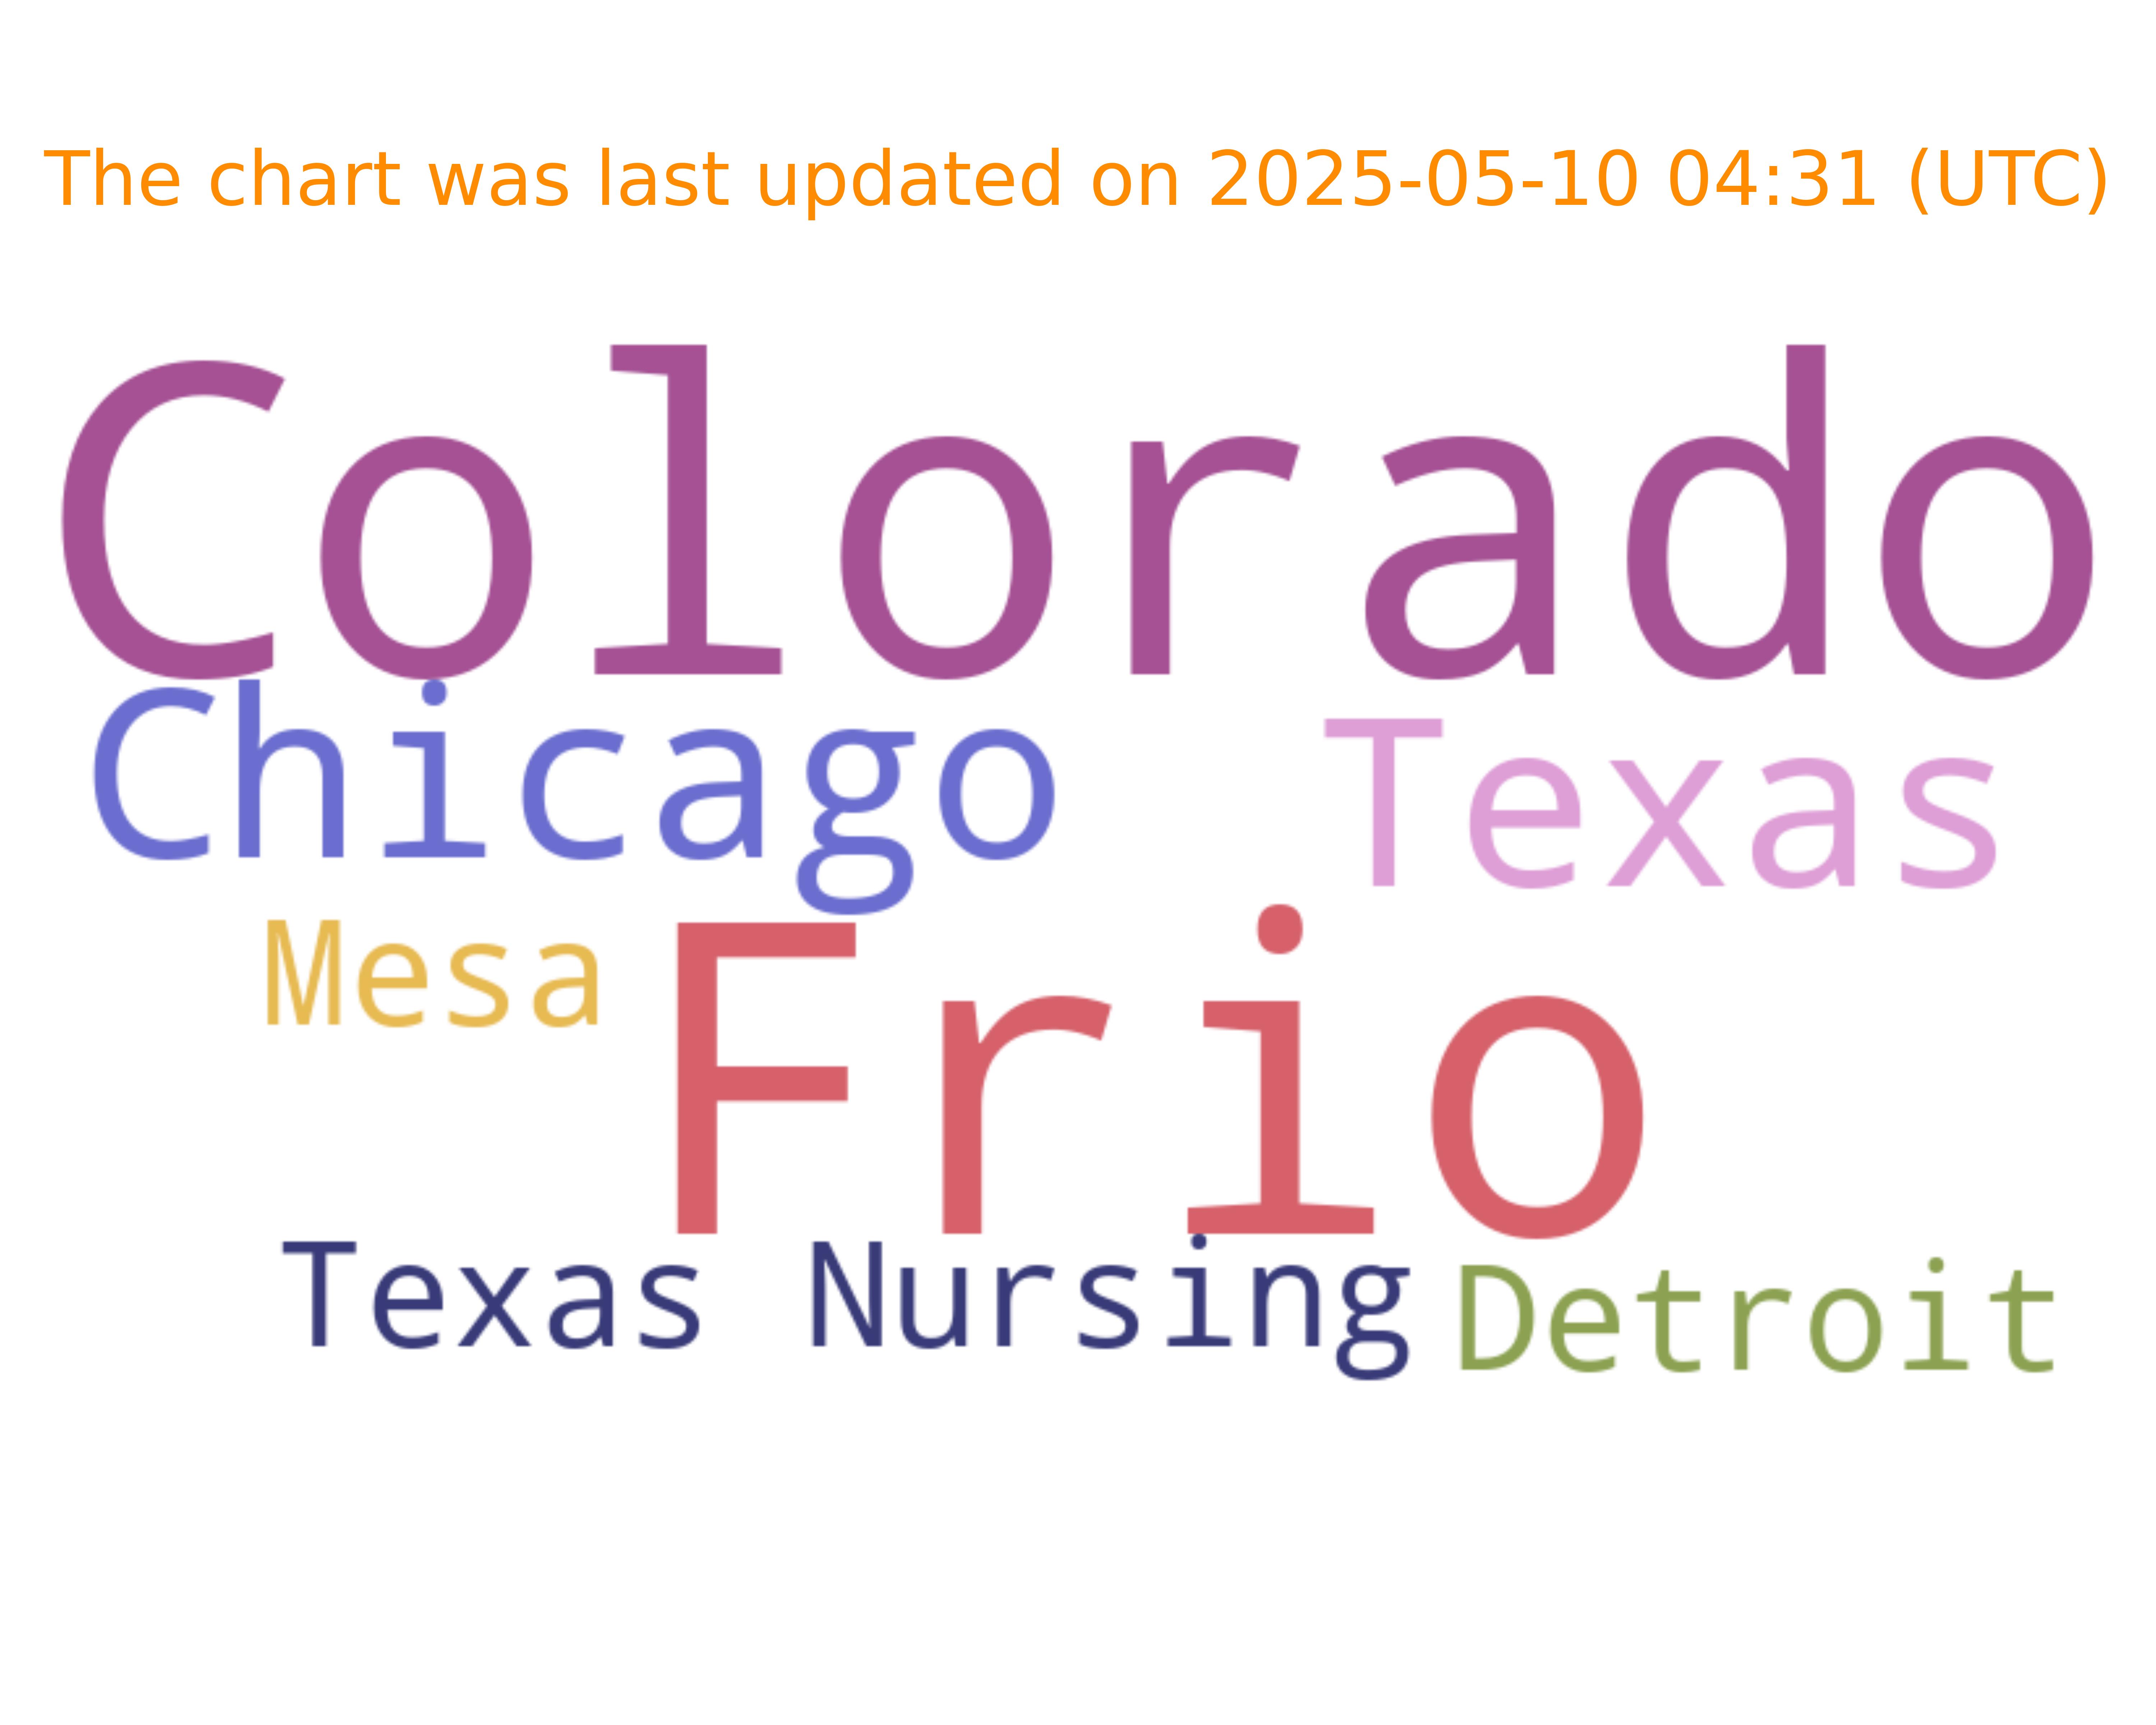 The chart was last updated on 2025-05-10 04:31 (UTC)
Colorado
Chicago Texas
Mesa Frio
Texas Nursing Detroit